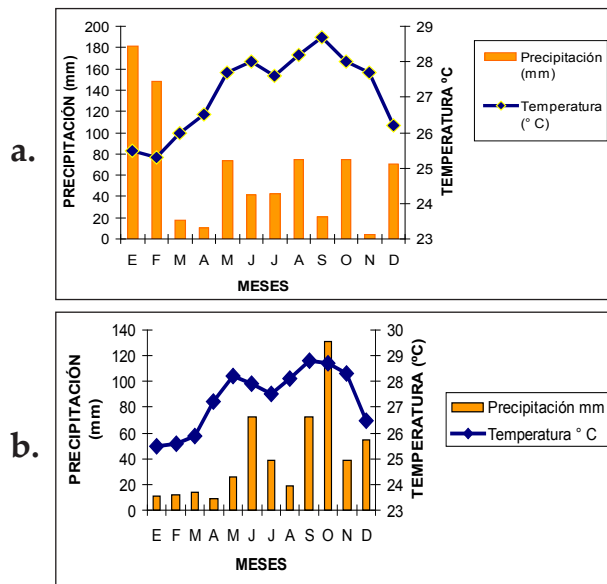 a.
PRECIPITACIÓN (mm)
200
180
160
140
120
100
80
60
40
20
0
E F M A M J J A S O N D
MESES
29
28
27
26
25
24
23
TEMPERATURA ºC
Precipitación
(mm)
Temperatura
(° C)
b.
PRECIPITACIÓN
(mm)
140
120
100
80
60
40
20
0
E F M A M J J A S O N D
MESES
30
29
28
27
26
25
24
23
TEMPERATURA (ºC)
Precipitación mm
Temperatura ° C